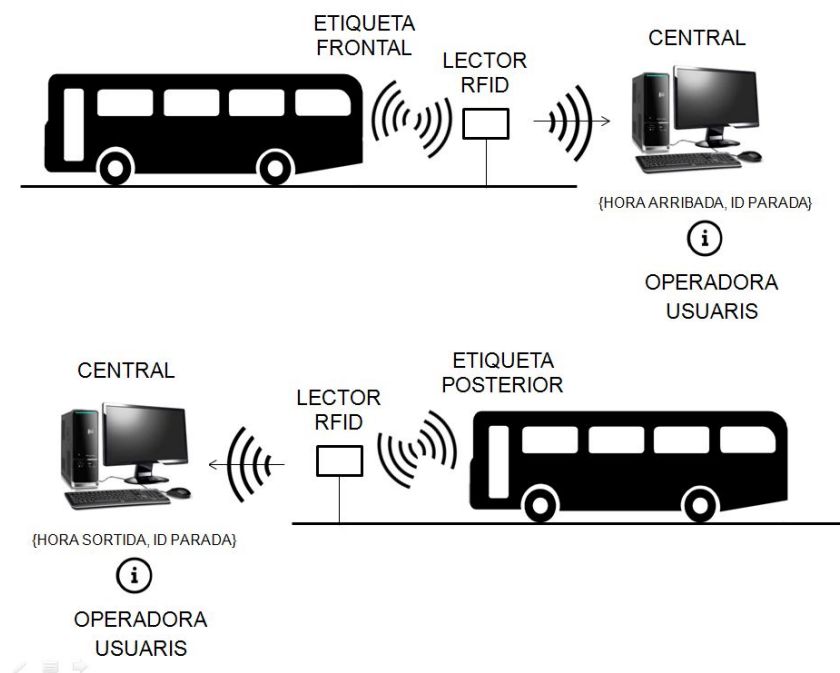 ETIQUETA
FRONTAL
LECTOR
RFID
CENTRAL
{HORA ARRIBADA, ID PARADA}
i
OPERADORA
USUARIS
CENTRAL
ETIQUETA
POSTERIOR
LECTOR
RFID
{HORA SORTIDA, ID PARADA}
i
OPERADORA
USUARIS